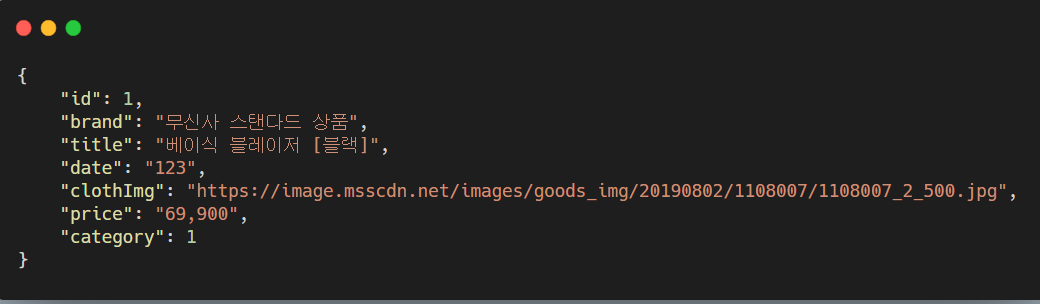 {
"id": 1,
"brand": "무신사 스탠다드 상품",
"title": "베이식 블레이저 [블랙]",
"date": "123",
"clothImg": "https://image.msscdn.net/images/goods_img/20190802/1108007/1108007_2_500.jpg",
"price": "69,900",
"category": 1
}